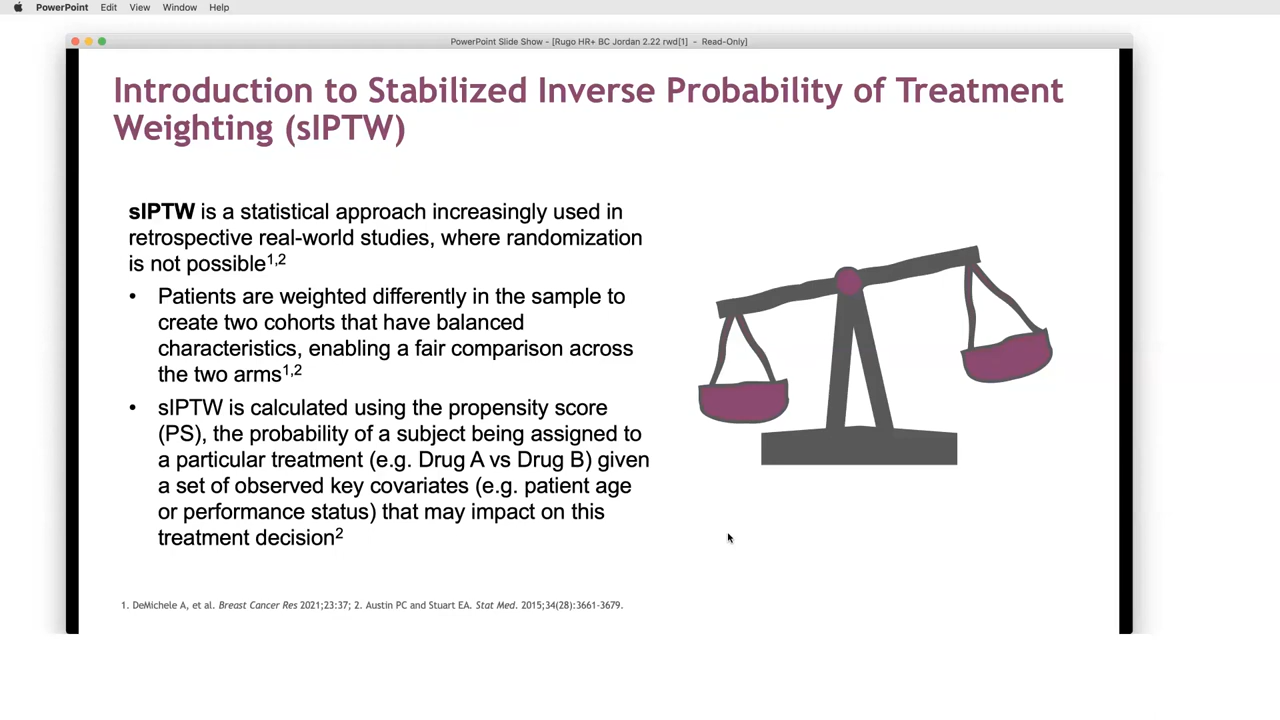 PowerPoint Edit View Window Help
PowerPoint Slide Show - [Rugo HR+ BC Jordan 2.22 rwd[1] - Read-Only]
Introduction to Stabilized Inverse Probability of Treatment
Weighting (sIPTW)
sIPTW is a statistical approach increasingly used in
retrospective real-world studies, where randomization
is not possible1,2
• Patients are weighted differently in the sample to
create two cohorts that have balanced
characteristics, enabling a fair comparison across
the two arms1,2
• sIPTW is calculated using the propensity score
(PS), the probability of a subject being assigned to
a particular treatment (e.g. Drug A vs Drug B) given
a set of observed key covariates (e.g. patient age
or performance status) that may impact on this
treatment decision2
1. DeMichele A, et al. Breast Cancer Res 2021;23:37; 2. Austin PC and Stuart EA. Stat Med. 2015;34(28):3661-3679.